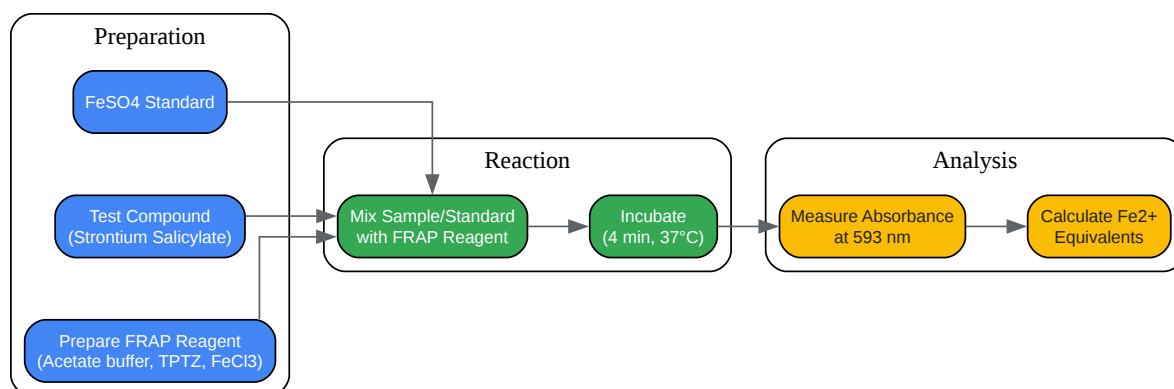 Preparation
FeSO4 Standard
Test Compound
(Strontium Salicylate)
Prepare FRAP Reagent
(Acetate buffer, TPTZ, FeCl3)
Reaction
Mix Sample/Standard
with FRAP Reagent
Incubate
(4 min, 37°C)
Analysis
Measure Absorbance
at 593 nm
Calculate Fe2+
Equivalents